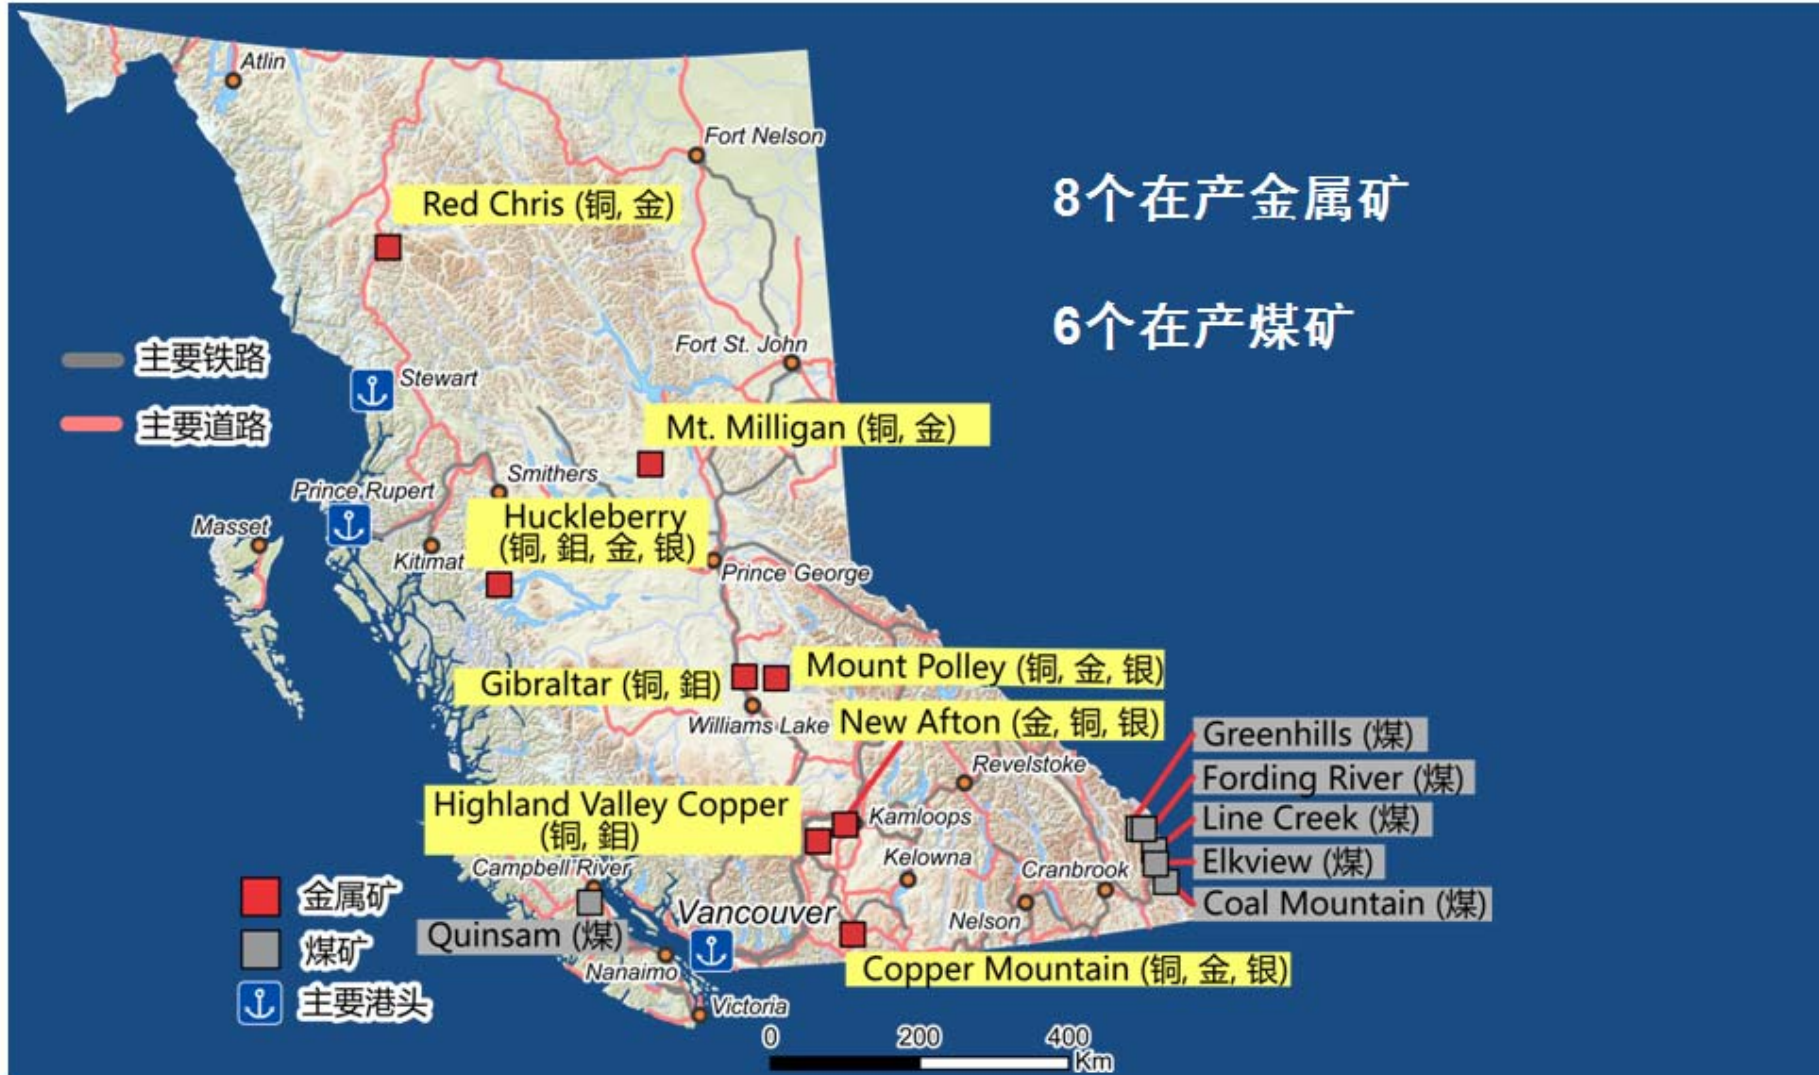 Atlin
Fort Nelson
8个在产金属矿
Red Chris (铜, 金)
6个在产煤矿
Fort St. John
主要铁路
Stewart
主要道路
Mt. Milligan (铜, 金)
Smithers
Prince Rupert
Huckleberry
(铜, 鉬, 金, 银)
Masset
Kitimat
Prince George
Mount Polley (铜, 金, 银)
Gibraltar (铜, 鉬)
Williams Lake
New Afton (金, 铜, 银)
Greenhills (煤)
Revelstoke
Fording River (煤)
Highland Valley Copper
(铜, 鉬)
Kamloops
Line Creek (煤)
Kelowna
Cranbrook
Elkview (煤)
Campbell River
金属矿
Coal Mountain (煤)
Vancouver
Nelson
Quinsam (煤)
煤矿
Nanaimo
Copper Mountain (铜, 金, 银)
主要港头
Victoria
0 200 400
Km